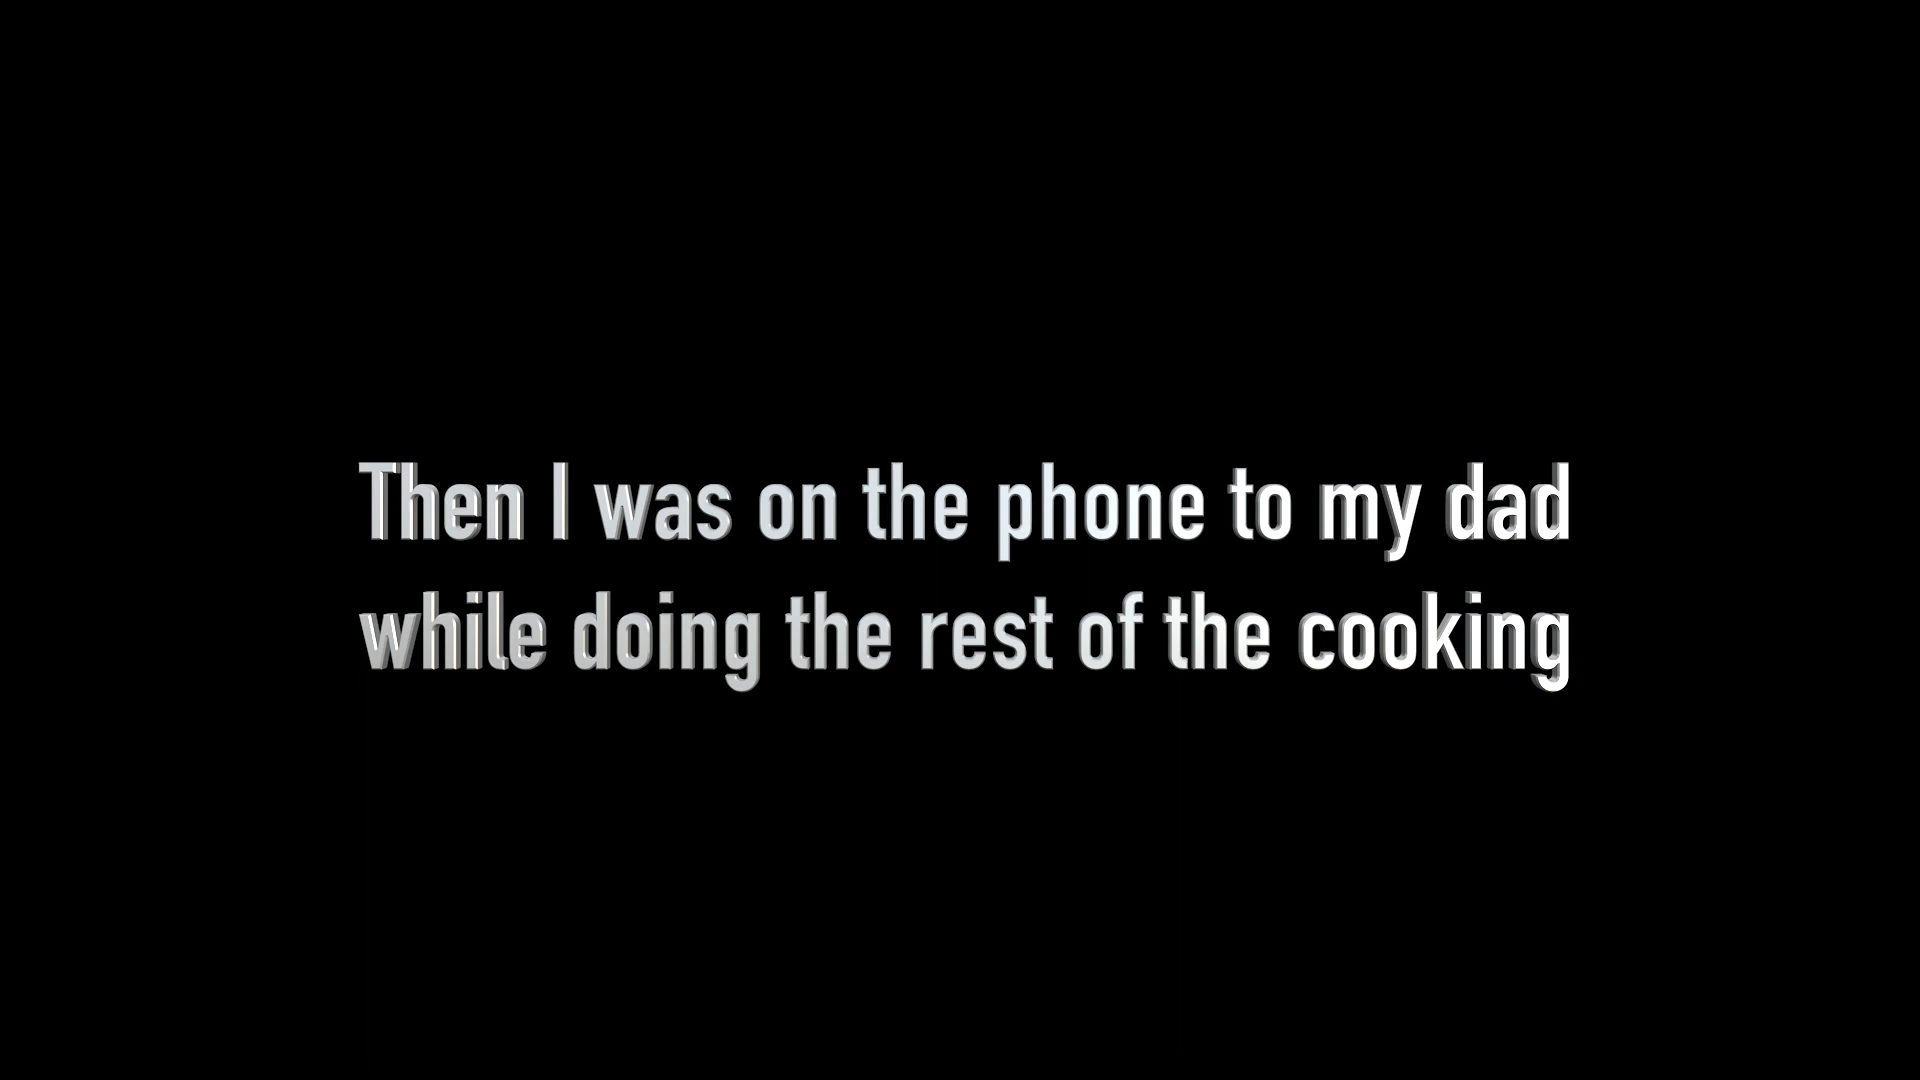 Then I was on the phone to my dad
while doing the rest of the cooking